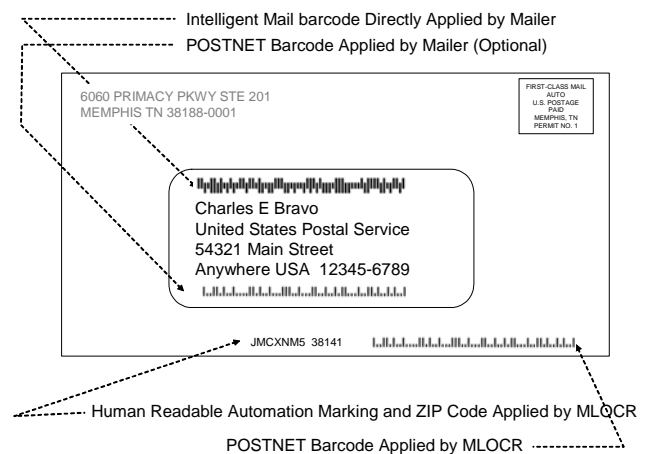 Intelligent Mail barcode Directly Applied by Mailer
POSTNET Barcode Applied by Mailer (Optional)
6060 PRIMACY PKWY STE 201
MEMPHIS TN 38188-0001
FIRST-CLASS MAIL
AUTO
U.S. POSTAGE
PAID
MEMPHIS, TN
PERMIT NO. 1
Charles E Bravo
United States Postal Service
54321 Main Street
Anywhere USA 12345-6789
JMCXNM5 38141
Human Readable Automation Marking and ZIP Code Applied by MLOCR
POSTNET Barcode Applied by MLOCR